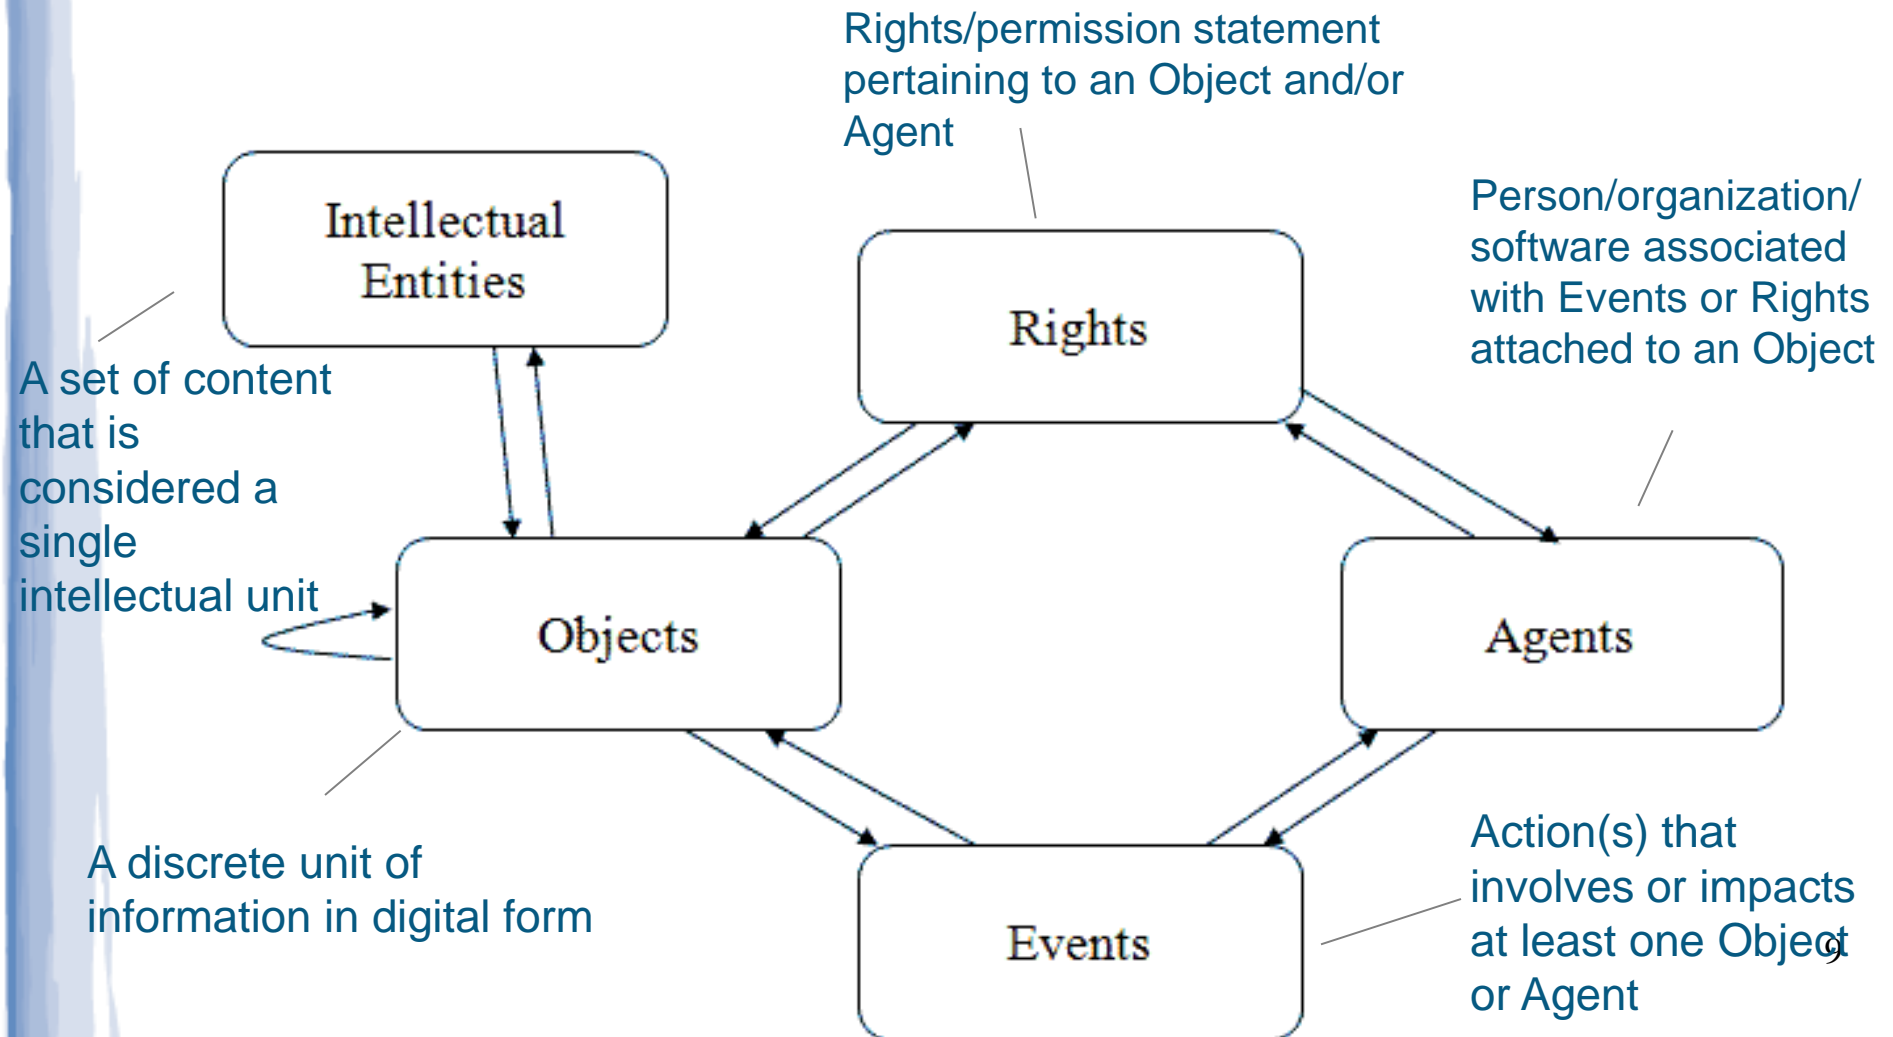 Rights/permission statement
pertaining to an Object and/or
Agent
Intellectual
Entities
Rights
Person/organization/
software associated
with Events or Rights
attached to an Object
A set of content
that is
considered a
single
intellectual unit
Objects
Agents
A discrete unit of
information in digital form
Events
Action(s) that
involves or impacts
at least one Object
or Agent
9